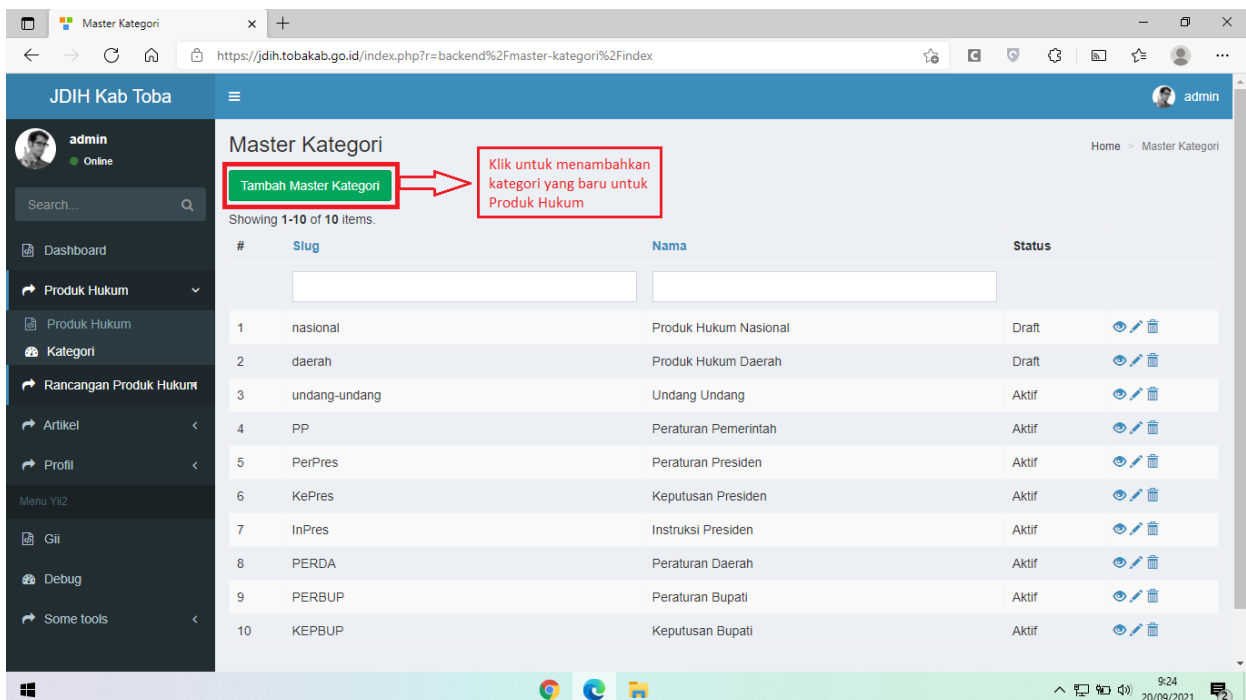 Master Kategori
https://jdih.tobakab.go.id/index.php?r=backend%2Fmaster-kategori%2Findex
JDIH Kab Toba
admin
admin
Online
Search...
Dashboard
Produk Hukum
Produk Hukum
Kategori
Rancangan Produk Hukum
Artikel
Profil
Menu Yii2
Gii
Debug
Some tools
Master Kategori
Home > Master Kategori
Tambah Master Kategori
Klik untuk menambahkan
kategori yang baru untuk
Produk Hukum
Showing 1-10 of 10 items.
# Slug Nama Status
1 nasional Produk Hukum Nasional Draft
2 daerah Produk Hukum Daerah Draft
3 undang-undang Undang Undang Aktif
4 PP Peraturan Pemerintah Aktif
5 PerPres Peraturan Presiden Aktif
6 KePres Keputusan Presiden Aktif
7 InPres Instruksi Presiden Aktif
8 PERDA Peraturan Daerah Aktif
9 PERBUP Peraturan Bupati Aktif
10 KEPBUP Keputusan Bupati Aktif
9:24
20/09/2021
2